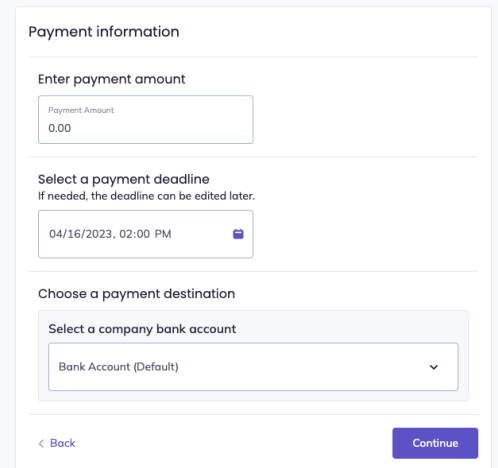 Payment information
Enter payment amount
Payment Amount
0.00
Select a payment deadline
If needed, the deadline can be edited later.
04/16/2023, 02:00 PM
Choose a payment destination
Select a company bank account
Bank Account (Default)
Back
Continue